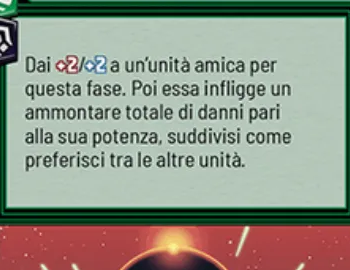 Dai +2/+2 a un'unità amica per
questa fase. Poi essa infligge un
ammontare totale di danni pari
alla sua potenza, suddivisi come
preferisci tra le altre unità.